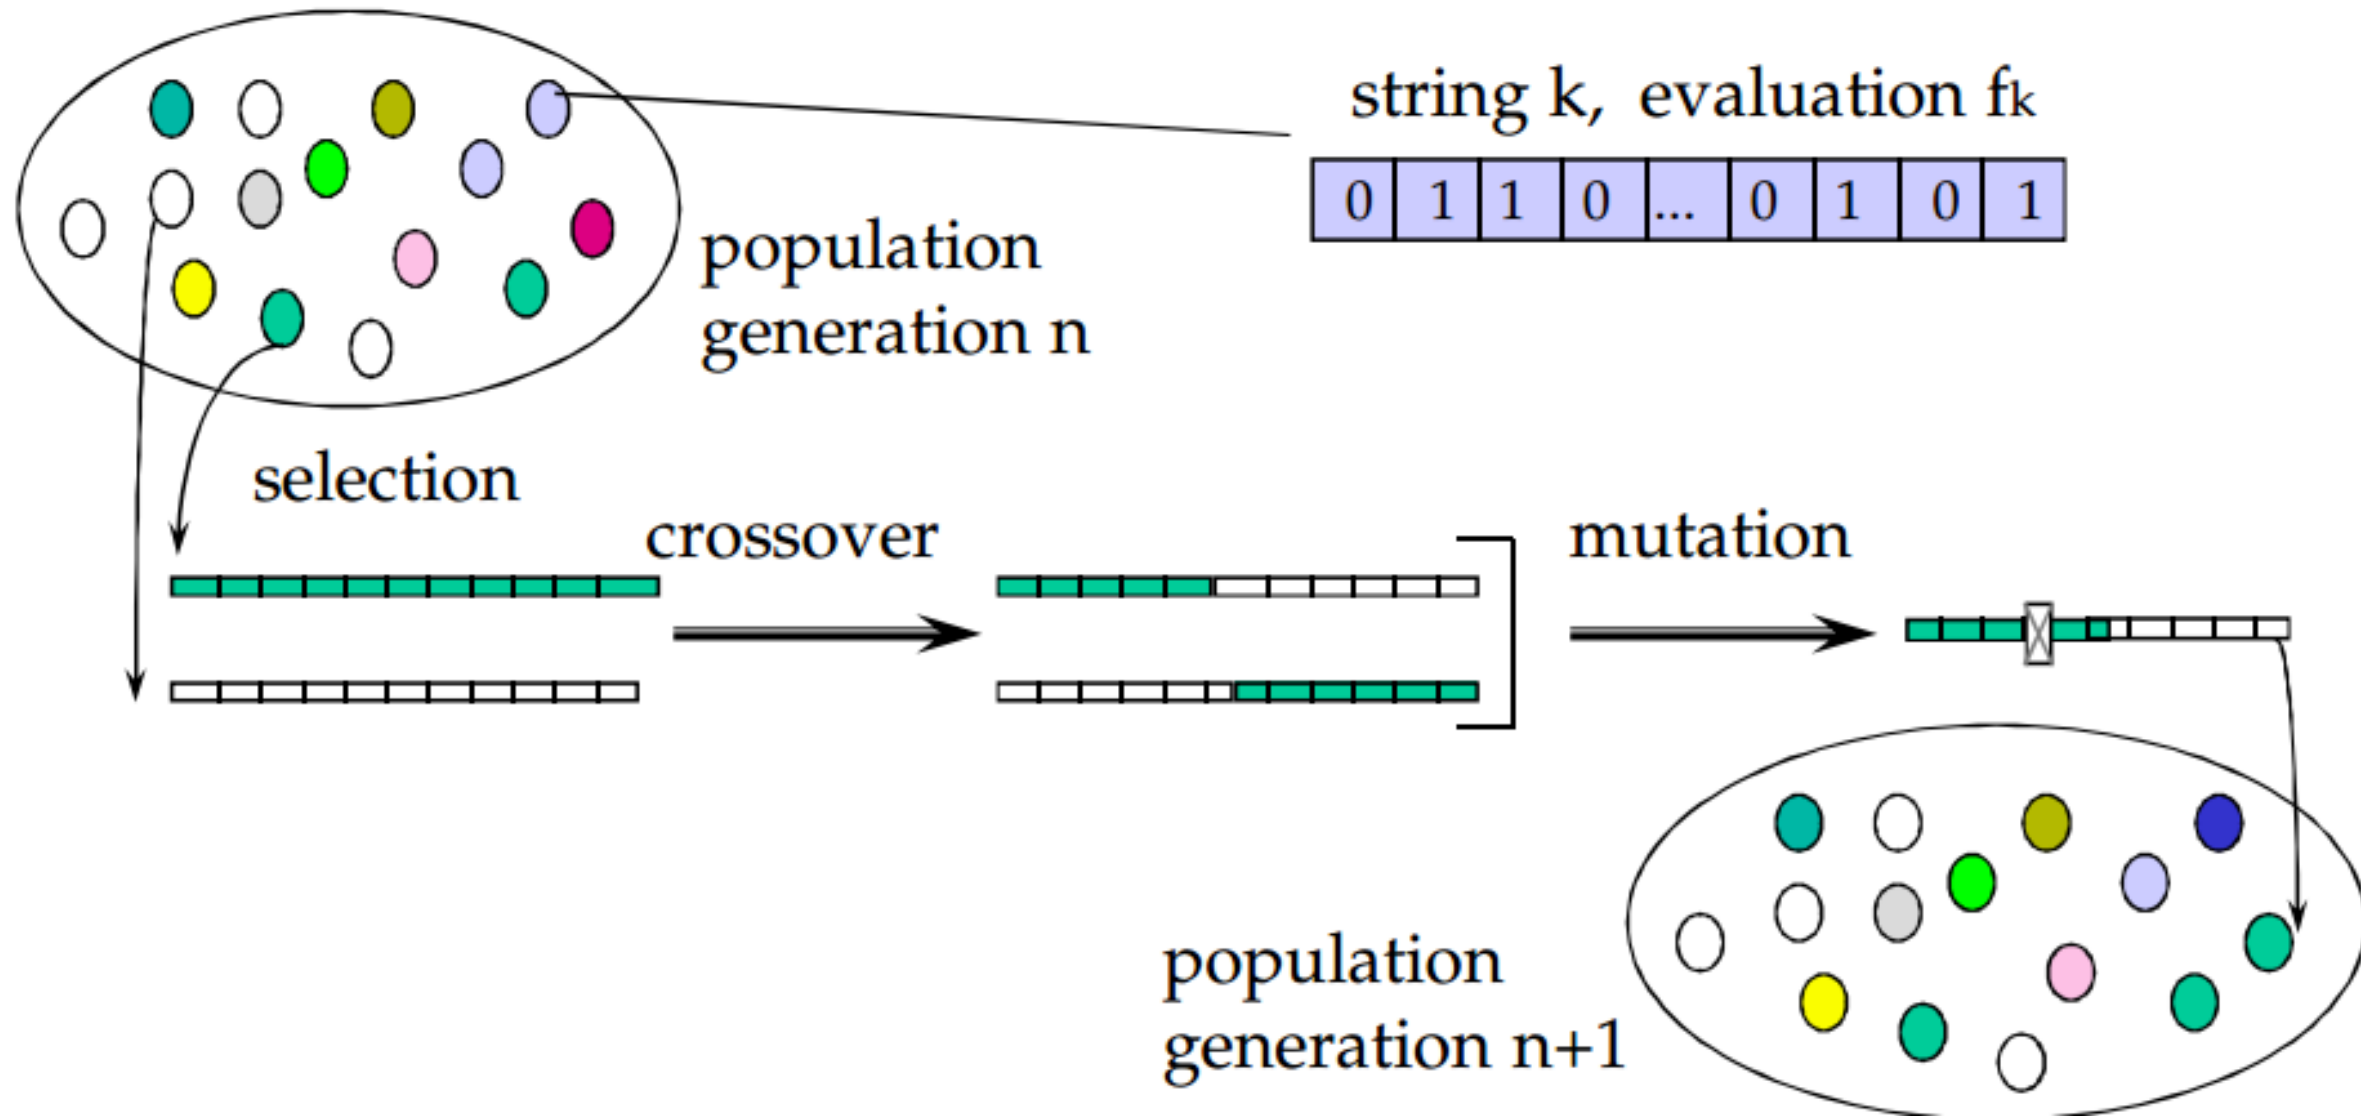 string k, evaluation fk
0 1 1 0 ... 0 1 0 1
population
generation n
selection
crossover
mutation
population
generation n+1